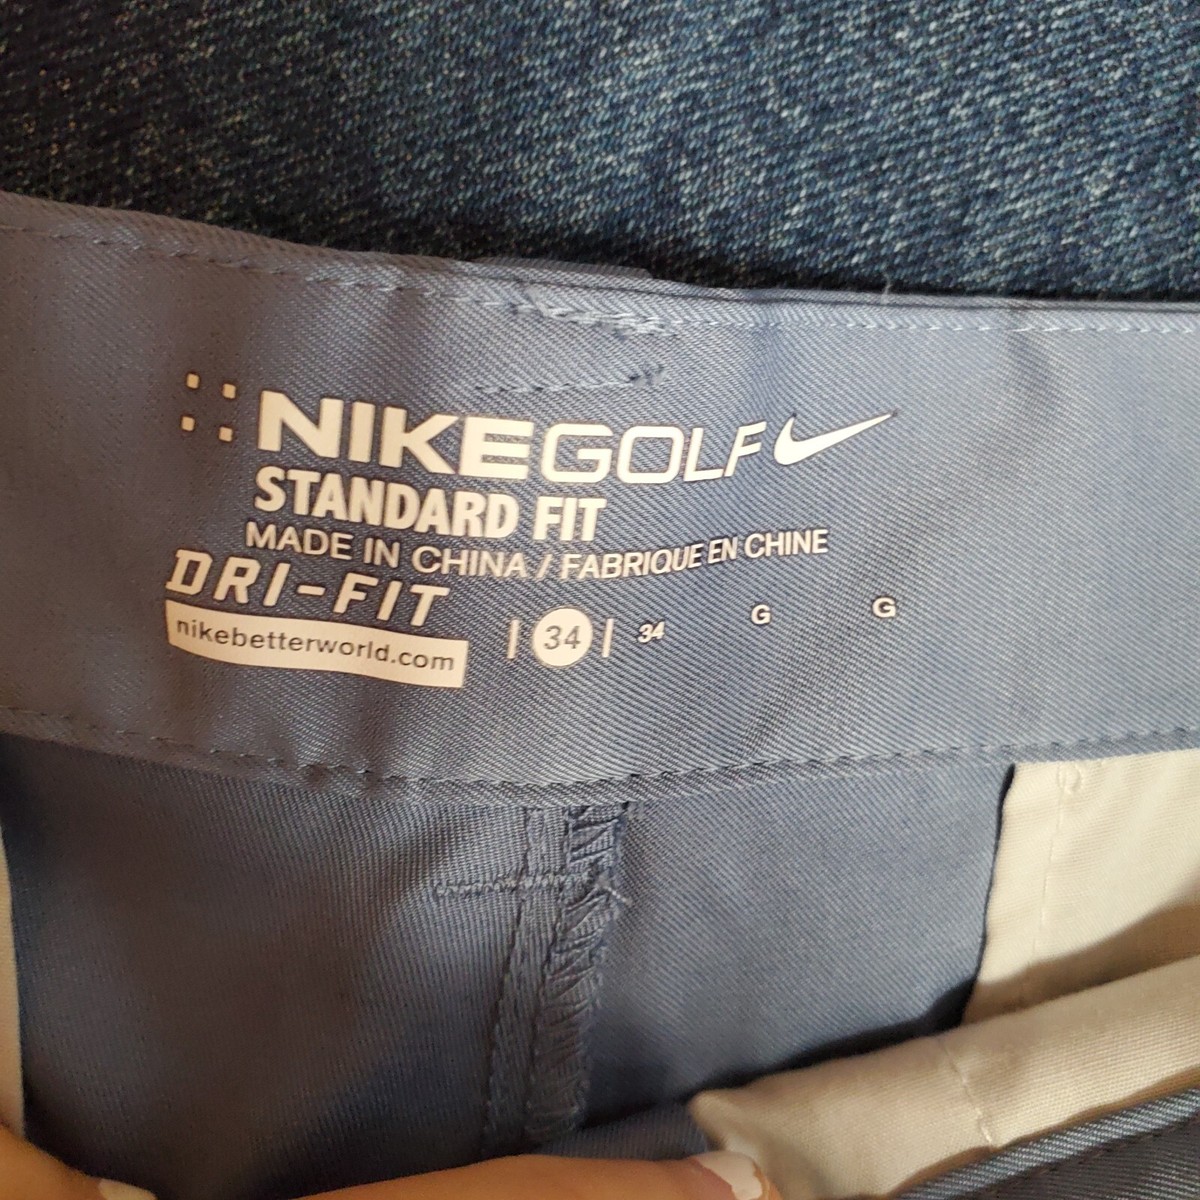 NIKEGOLF
STANDARD FIT
MADE IN CHINA / FABRIQUE EN CHINE
DRI-FIT
nikebetterworld.com
| 34 | 34 G G